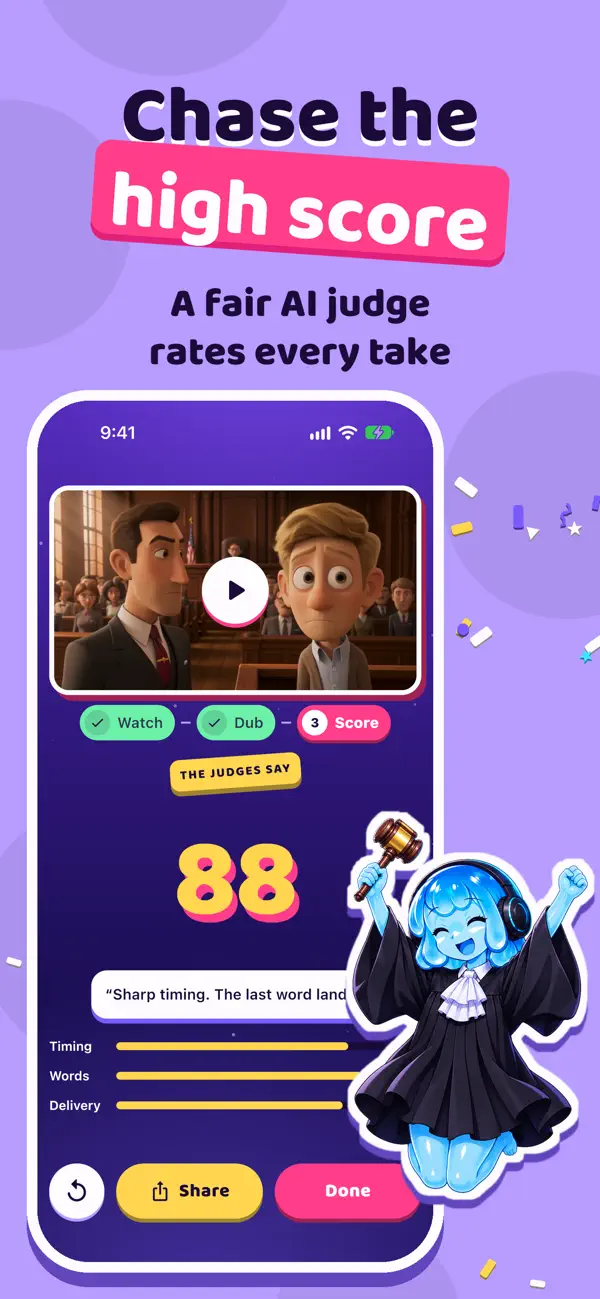 Chase the
high score
A fair AI judge
rates every take
9:41
Watch
Dub
3 Score
THE JUDGES SAY
88
“Sharp timing. The last word land
Timing
Words
Delivery
Share
Done